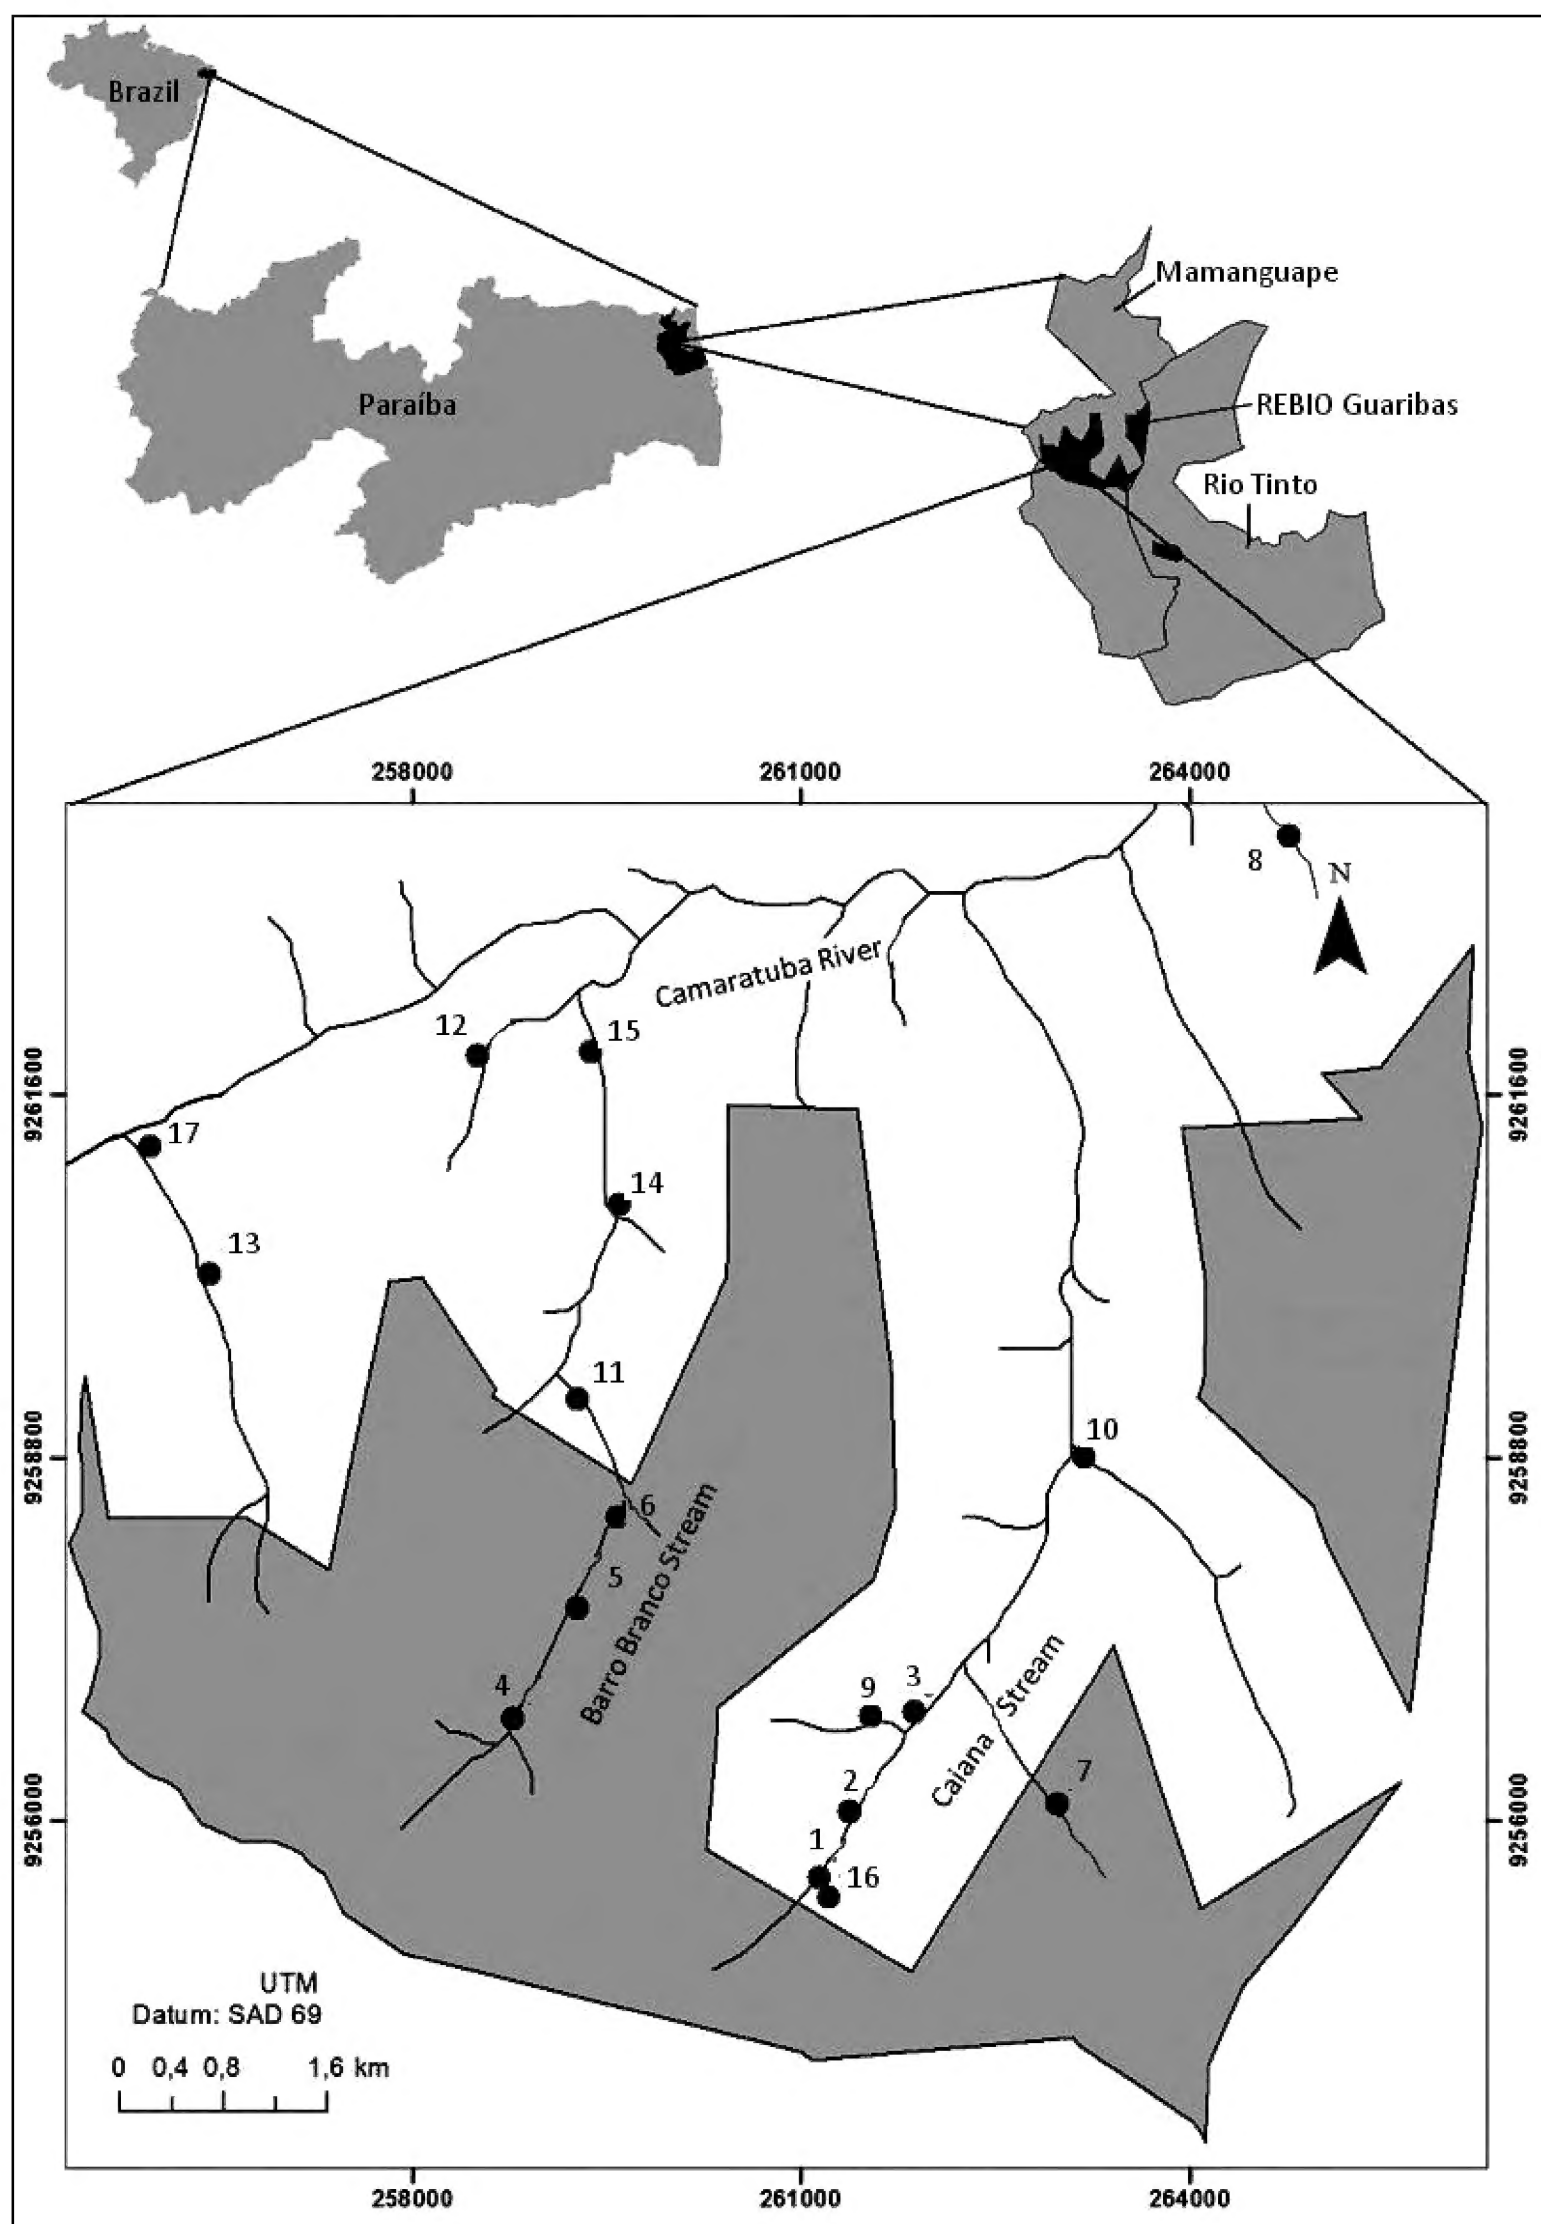 Brazil
Mamanguape
Paraíba
REBIO Guaribas
Rio Tinto
258000
261000
264000
8
N
Camaratuba River
12
15
9261600
9261600
17
14
13
11
10
9258800
9258800
6
5
Barro Branco Stream
4
9
3
Caiana Stream
7
2
1
16
9256000
9256000
UTM
Datum: SAD 69
0 0,4 0,8 1,6 km
258000
261000
264000